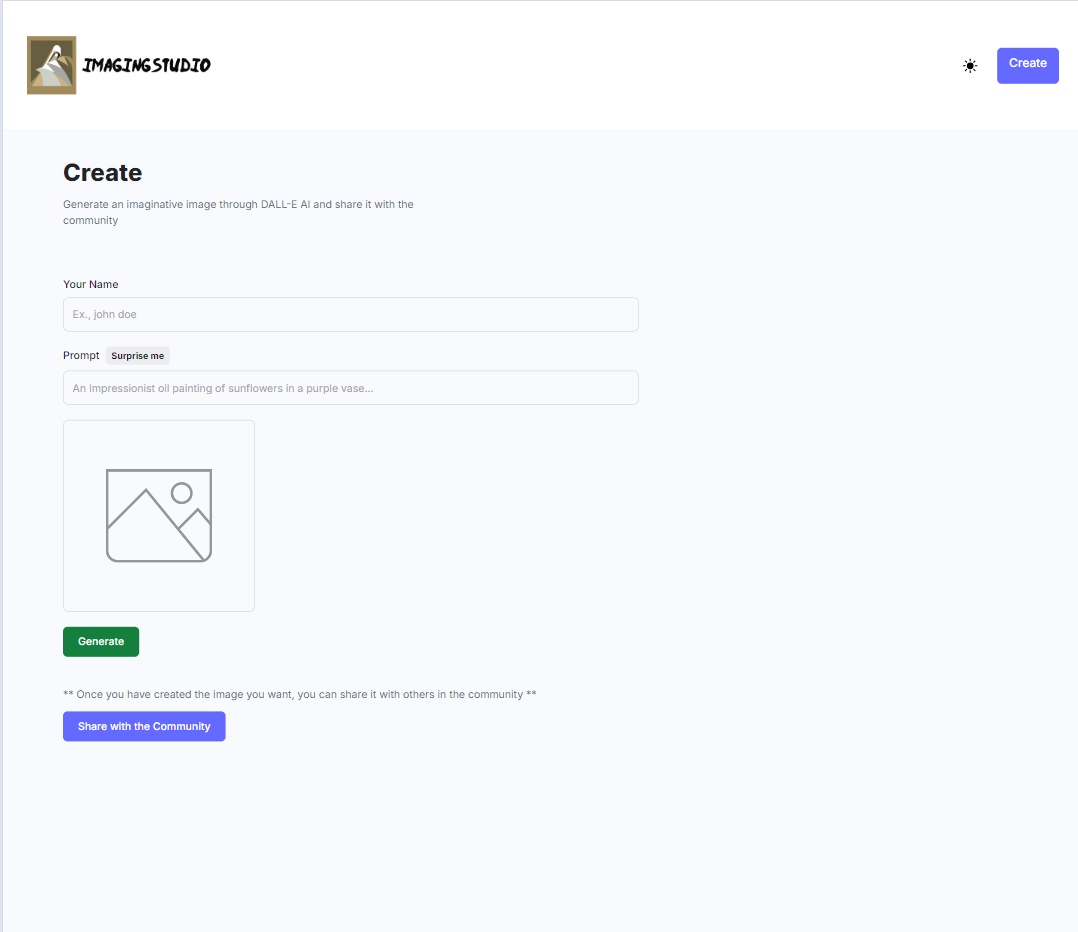 IMAGINGSTUDIO
Create
Create
Generate an imaginative image through DALL-E AI and share it with the
community
Your Name
Ex., john doe
Prompt Surprise me
An Impressionist oil painting of sunflowers in a purple vase...
Generate
** Once you have created the image you want, you can share it with others in the community **
Share with the Community